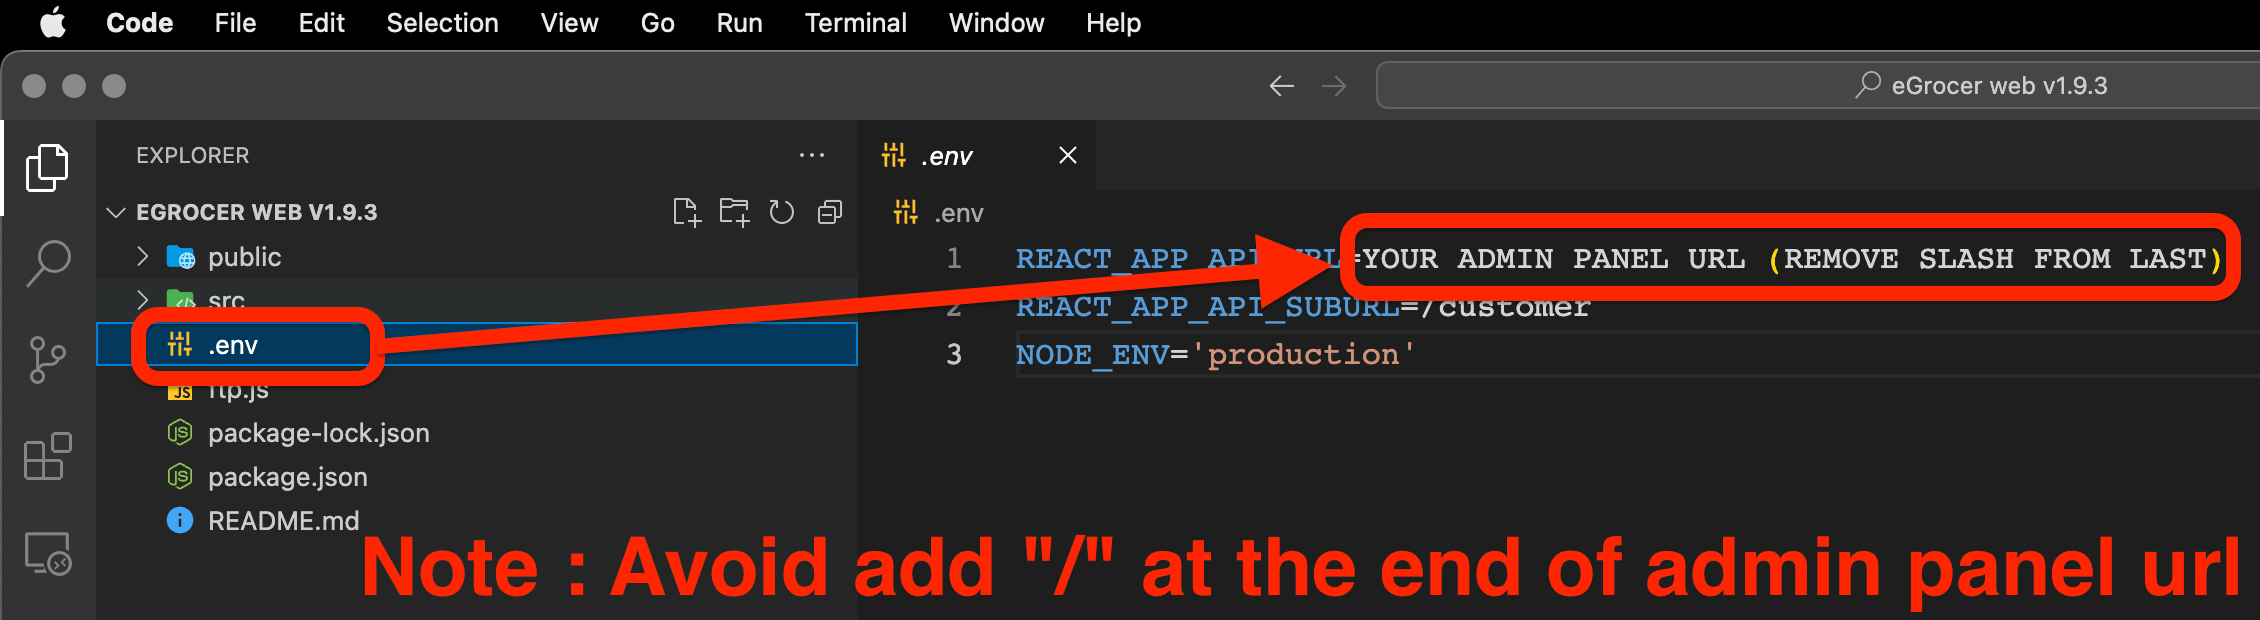 Code File Edit Selection View Go Run Terminal Window Help
eGrocer web v1.9.3
EXPLORER
.env
EGROCER WEB V1.9.3
.env
public
1 REACT_APP_API_URL=YOUR ADMIN PANEL URL (REMOVE SLASH FROM LAST)
src
2 REACT_APP_API_SUBURL=/customer
.env
3 NODE_ENV='production'
ftp.js
package-lock.json
package.json
README.md
Note : Avoid add "/" at the end of admin panel url